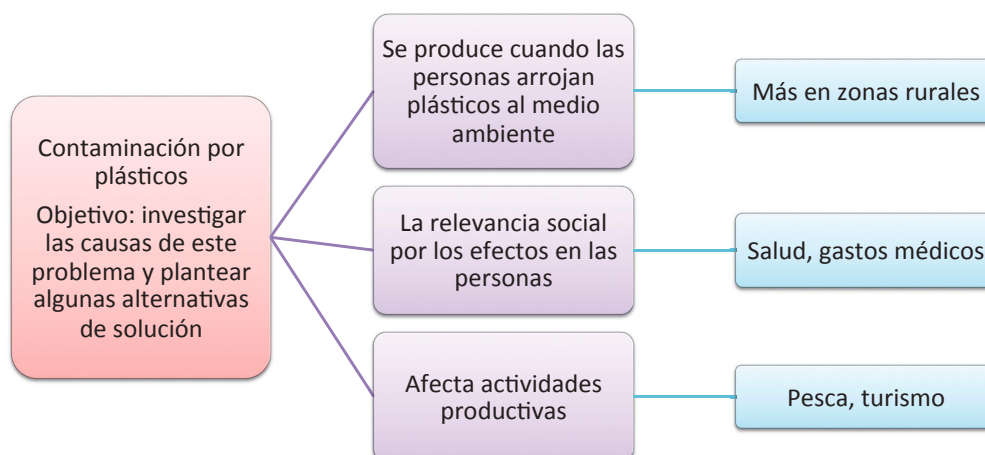 Contaminación por
plásticos
Objetivo: investigar
las causas de este
problema y plantear
algunas alternativas
de solución
Se produce cuando las
personas arrojan
plásticos al medio
ambiente
Más en zonas rurales
La relevancia social
por los efectos en las
personas
Salud, gastos médicos
Afecta actividades
productivas
Pesca, turismo